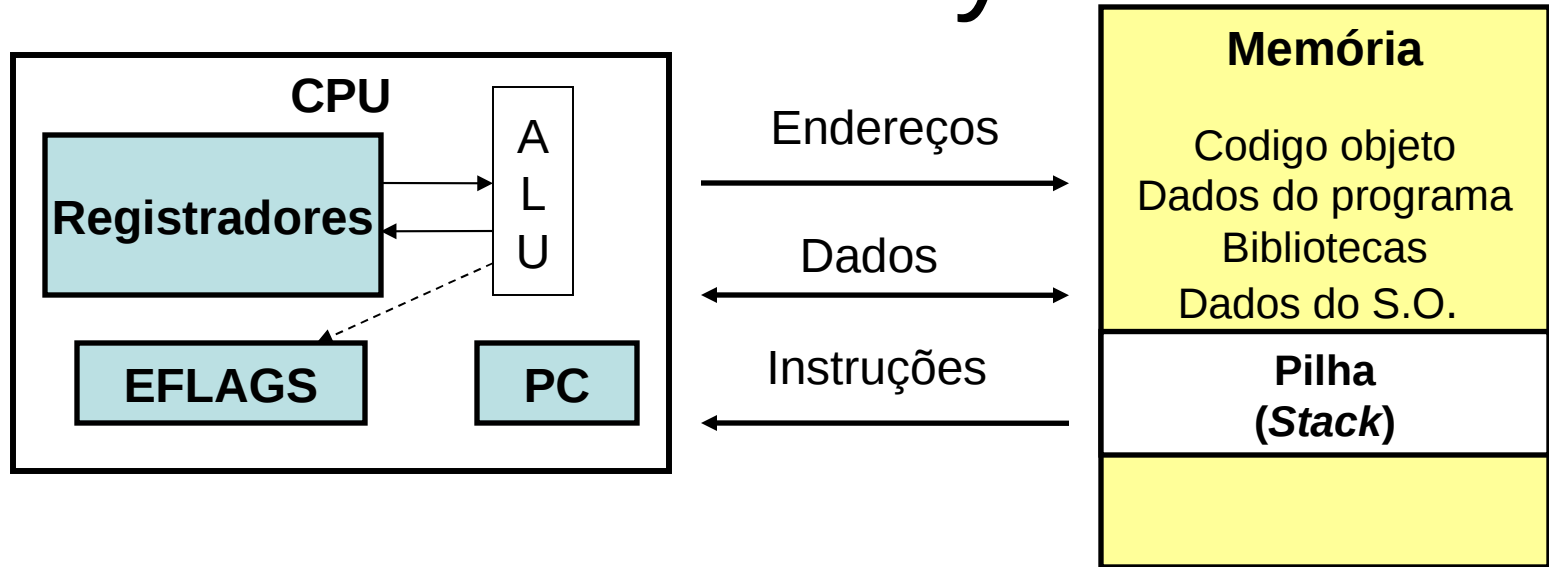 CPU
Registradores
A
L
U
EFLAGS
PC
Endereços
Dados
Instruções
Memória
Codigo objeto
Dados do programa
Bibliotecas
Dados do S.O.
Pilha
(Stack)